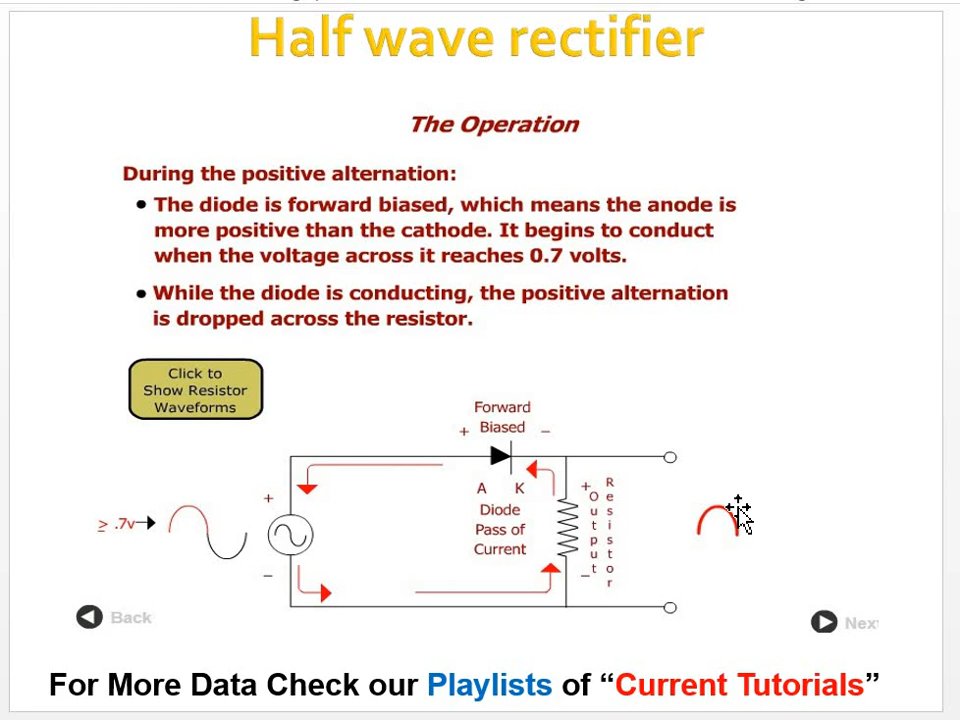 Half wave rectifier
The Operation
During the positive alternation:
• The diode is forward biased, which means the anode is
more positive than the cathode. It begins to conduct
when the voltage across it reaches 0.7 volts.
• While the diode is conducting, the positive alternation
is dropped across the resistor.
Click to
Show Resistor
Waveforms
Forward
+ Biased –
A K
Diode
Pass of
Current
+
–
≥ .7v
+
–
Output
Resistor
Back
Next
For More Data Check our Playlists of “Current Tutorials”